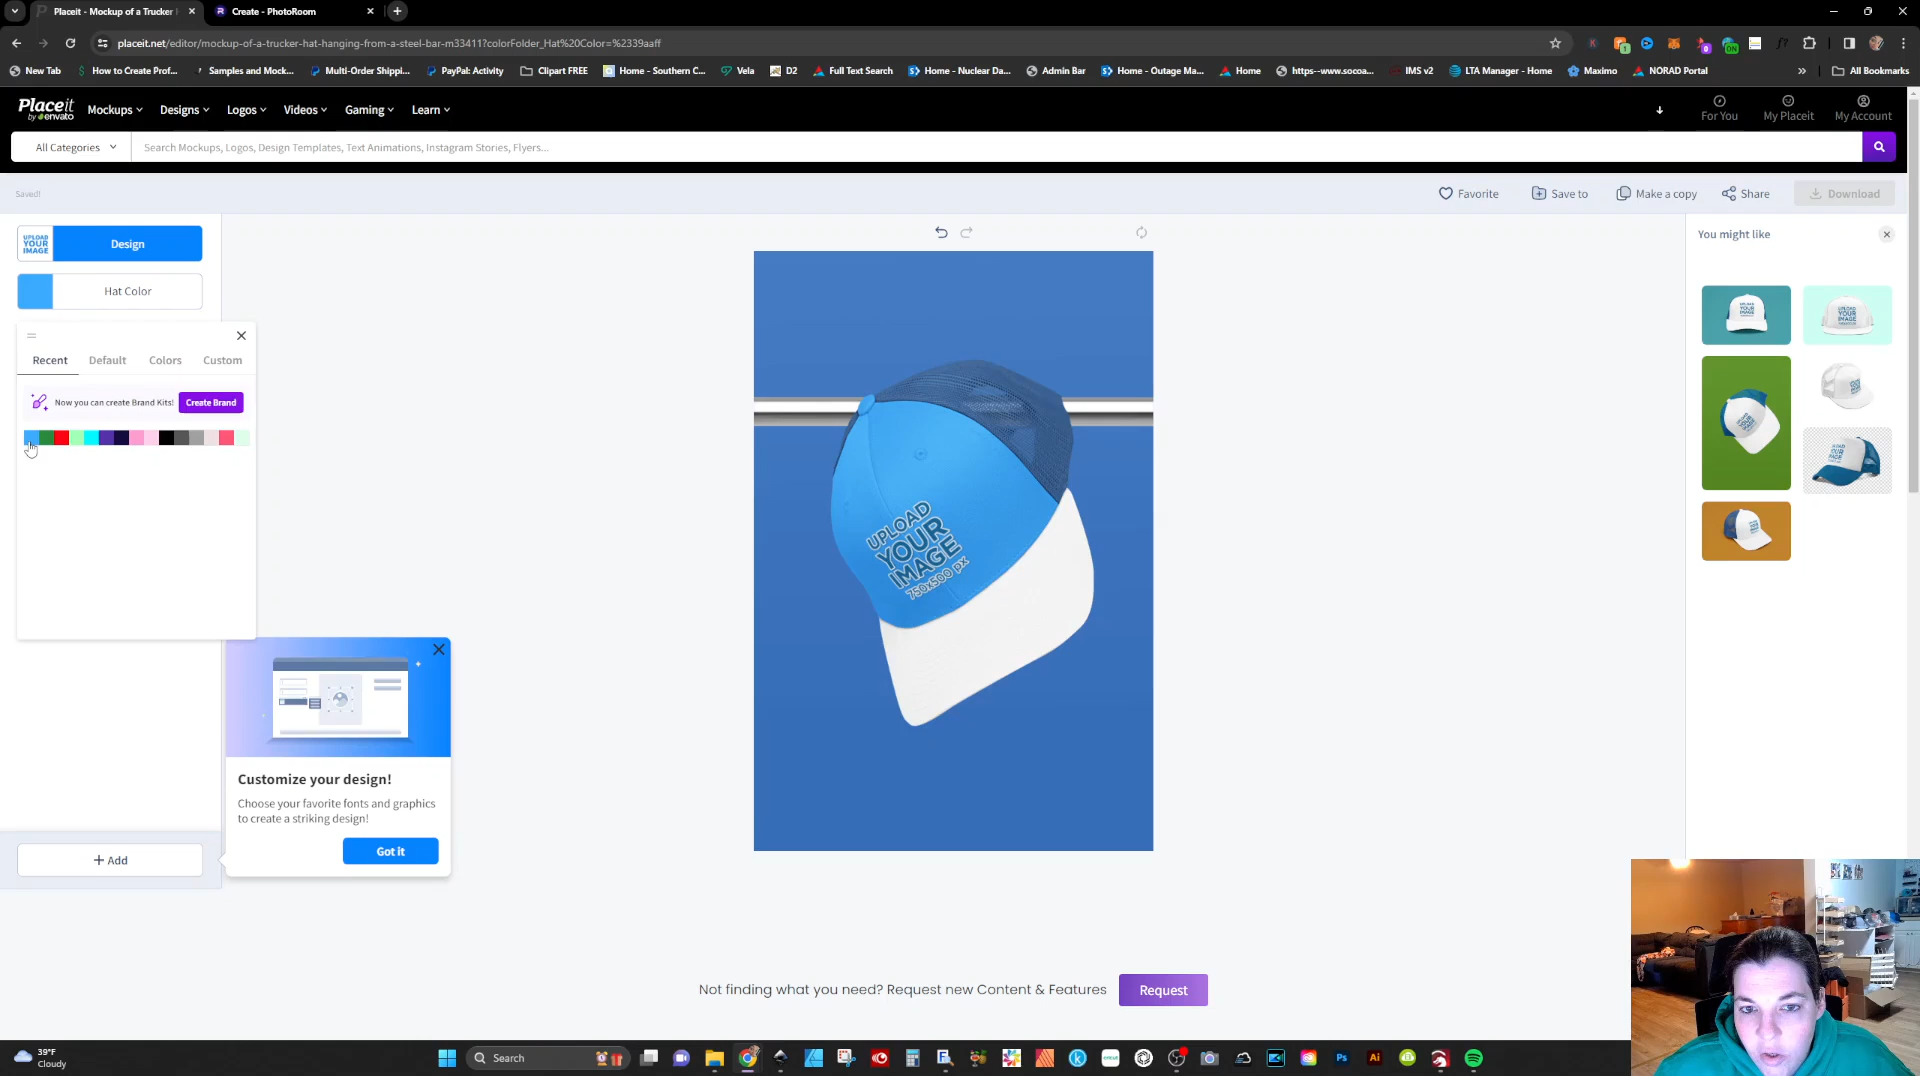 Placeit - Mockup of a Trucker
Create - PhotoRoom
placeit.net/editor/mockup-of-a-trucker-hat-hanging-from-a-steel-bar-m33411?colorFolder_Hat%20Color=%2339aaff
New Tab
How to Create Prof...
Samples and Mock...
Multi-Order Shippi...
PayPal: Activity
Clipart FREE
Home - Southern C...
Vela
D2
Full Text Search
Home - Nuclear Da...
Admin Bar
Home - Outage Ma...
Home
https--www.socoa...
IMS v2
LTA Manager - Home
Maximo
NORAD Portal
All Bookmarks
Placeit
by envato
Mockups
Designs
Logos
Videos
Gaming
Learn
For You
My Placeit
My Account
All Categories
Search Mockups, Logos, Design Templates, Text Animations, Instagram Stories, Flyers...
Saved!
Favorite
Save to
Make a copy
Share
Download
UPLOAD
YOUR
IMAGE
Design
Hat Color
Recent
Default
Colors
Custom
Now you can create Brand Kits!
Create Brand
UPLOAD
YOUR
IMAGE
750x500 px
You might like
Customize your design!
Choose your favorite fonts and graphics
to create a striking design!
Got it
+ Add
Not finding what you need? Request new Content & Features
Request
39°F
Cloudy
Search